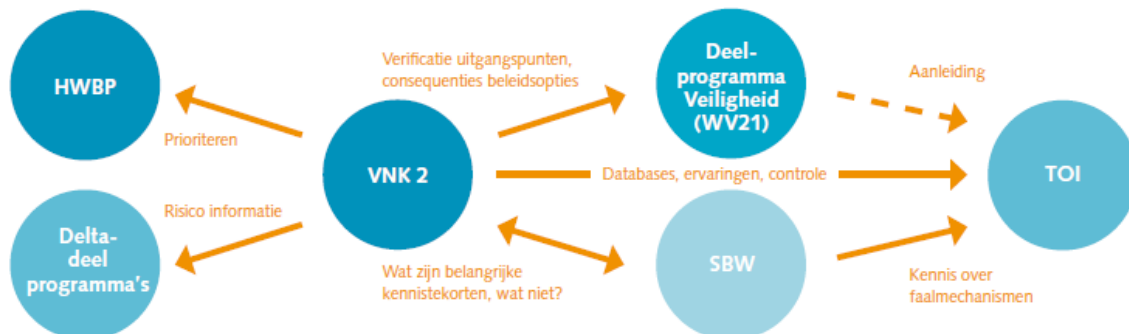 HWBP
Prioriteren
Delta-
deel
programma's
Risico informatie
VNK 2
Verificatie uitgangspunten,
consequenties beleidsopties
Deel-
programma
Veiligheid
(WV21)
Databases, ervaringen, controle
Wat zijn belangrijke
kennistekorten, wat niet?
SBW
Aanleiding
TOI
Kennis over
faalmechanismen